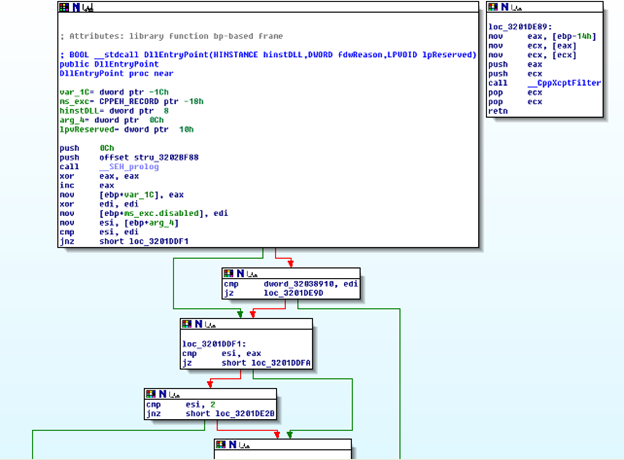 ; Attributes: library function bp-based frame
; BOOL __stdcall DllEntryPoint(HINSTANCE hinstDLL,DWORD fdwReason,LPVOID lpReserved)
public DllEntryPoint
DllEntryPoint proc near
var_1C= dword ptr -1Ch
ms_exc= CPPEH_RECORD ptr -18h
hinstDLL= dword ptr 8
arg_4= dword ptr 0Ch
lpvReserved= dword ptr 10h
push 0Ch
push offset stru_3202BF88
call __SEH_prolog
xor eax, eax
inc eax
mov [ebp+var_1C], eax
xor edi, edi
mov [ebp+ms_exc.disabled], edi
mov esi, [ebp+arg_4]
cmp esi, edi
jnz short loc_3201DDF1
loc_3201DE89:
mov eax, [ebp-14h]
mov ecx, [eax]
mov ecx, [ecx]
push eax
push ecx
call __CppXcptFilter
pop ecx
pop ecx
retn
cmp dword_32038910, edi
jz loc_3201DE9D
loc_3201DDF1:
cmp esi, eax
jz short loc_3201DDFA
cmp esi, 2
jnz short loc_3201DE2B